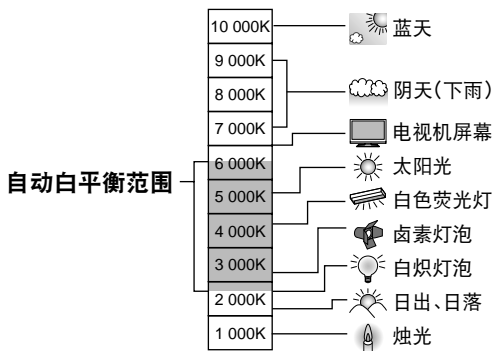 10 000K 蓝天
9 000K
8 000K 阴天(下雨)
7 000K
电视机屏幕
6 000K 太阳光
自动白平衡范围
5 000K 白色荧光灯
4 000K 卤素灯泡
3 000K 白炽灯泡
2 000K 日出、日落
1 000K 烛光